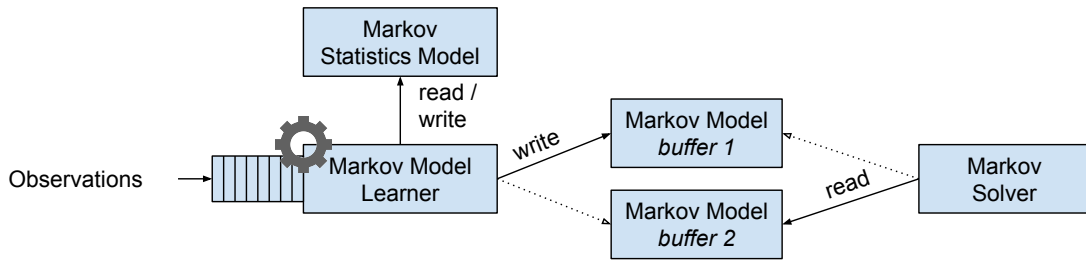 Markov
Statistics Model
read /
write
Observations
Markov Model
Learner
write
Markov Model
buffer 1
Markov Model
buffer 2
read
Markov
Solver